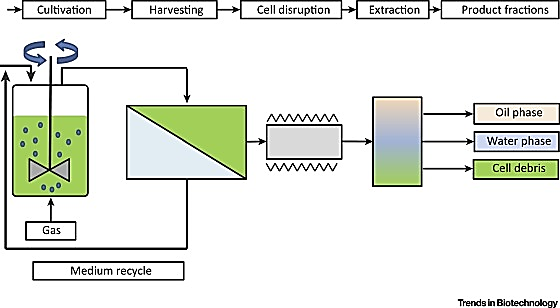 Cultivation
Harvesting
Cell disruption
Extraction
Product fractions
Oil phase
Water phase
Cell debris
Gas
Medium recycle
Trends in Biotechnology